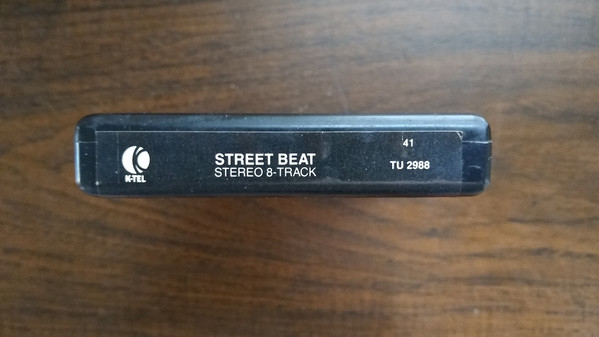 K-TEL
STREET BEAT
STEREO 8-TRACK
41
TU 2988